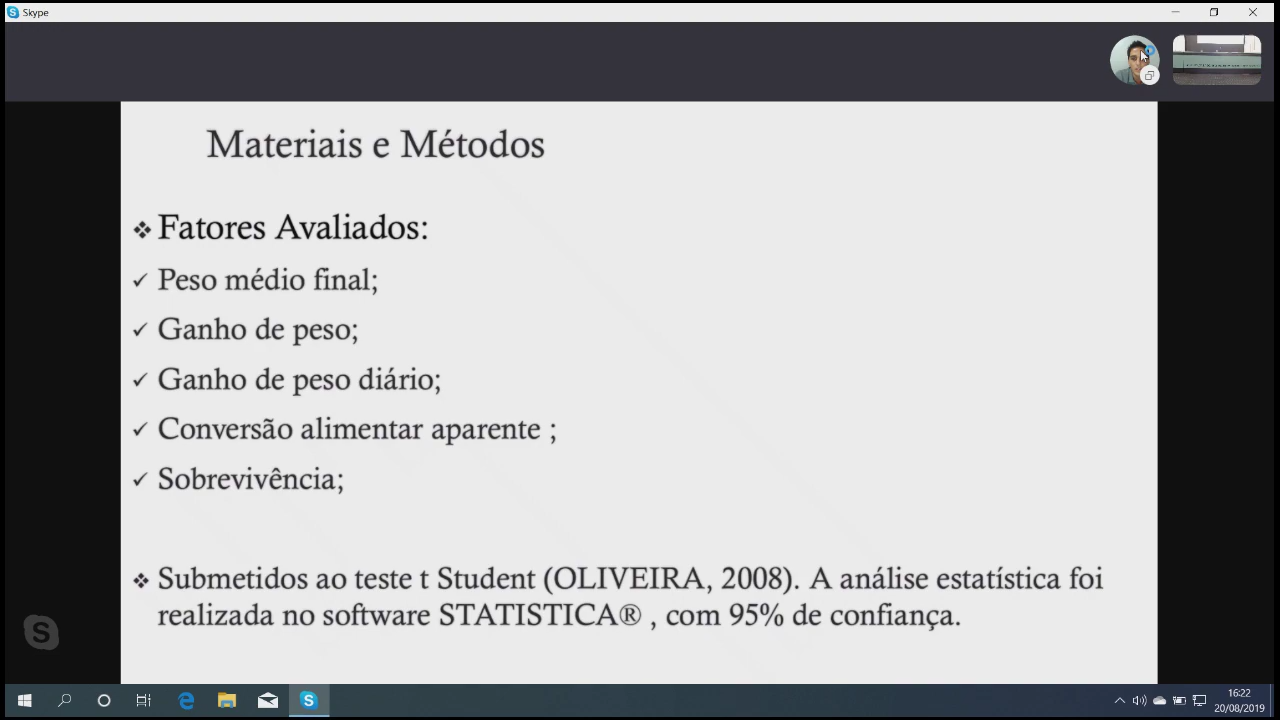 Skype
Materiais e Métodos
❖ Fatores Avaliados:
✓ Peso médio final;
✓ Ganho de peso;
✓ Ganho de peso diário;
✓ Conversão alimentar aparente ;
✓ Sobrevivência;
❖ Submetidos ao teste t Student (OLIVEIRA, 2008). A análise estatística foi
realizada no software STATISTICA® , com 95% de confiança.
16:22
20/08/2019